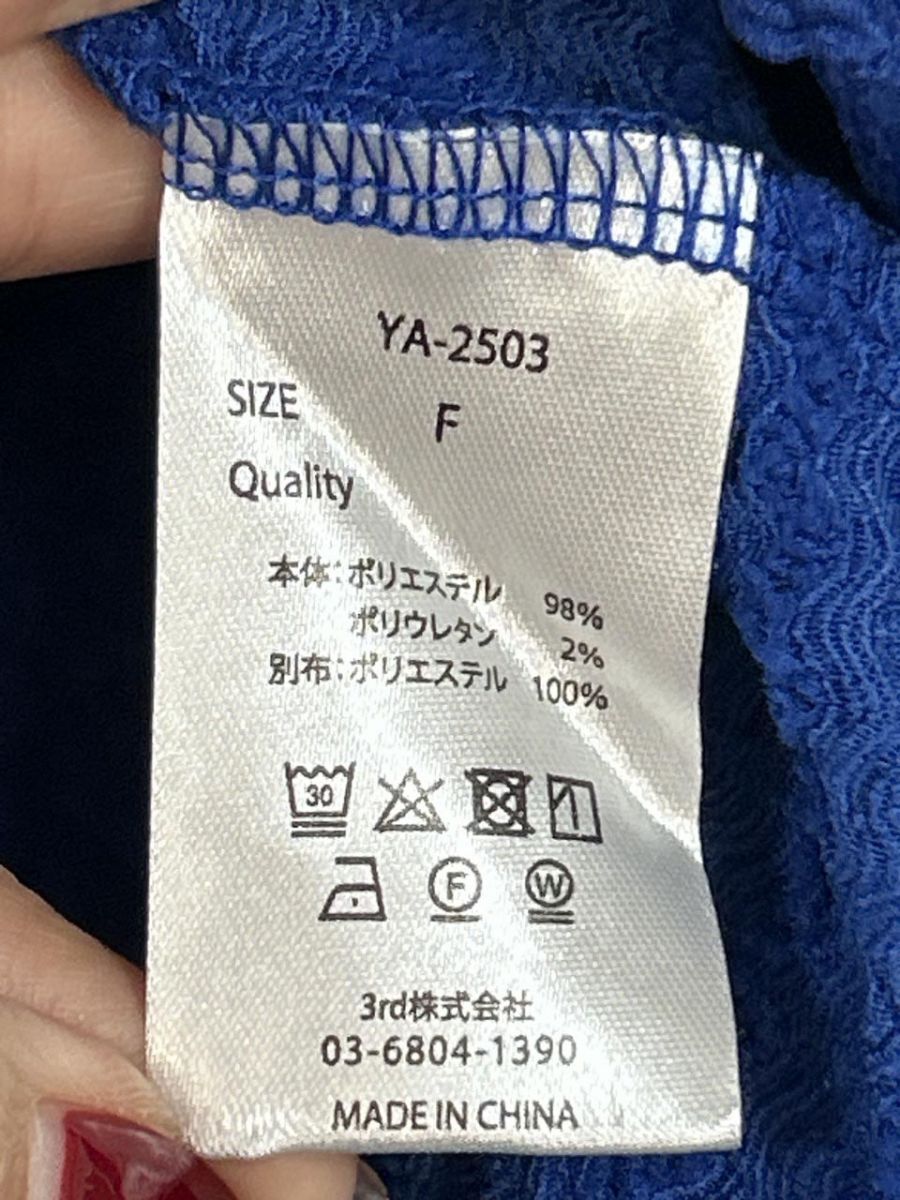 YA-2503
SIZE F
Quality
本体:ポリエステル 98%
ポリウレタン 2%
別布:ポリエステル 100%
30
F W
3rd株式会社
03-6804-1390
MADE IN CHINA